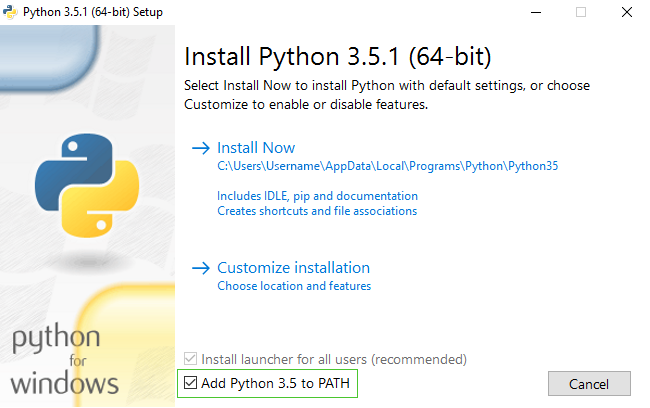 Python 3.5.1 (64-bit) Setup
Install Python 3.5.1 (64-bit)
Select Install Now to install Python with default settings, or choose
Customize to enable or disable features.
Install Now
C:\Users\Username\AppData\Local\Programs\Python\Python35
Includes IDLE, pip and documentation
Creates shortcuts and file associations
Customize installation
Choose location and features
python
for
windows
Install launcher for all users (recommended)
Add Python 3.5 to PATH
Cancel